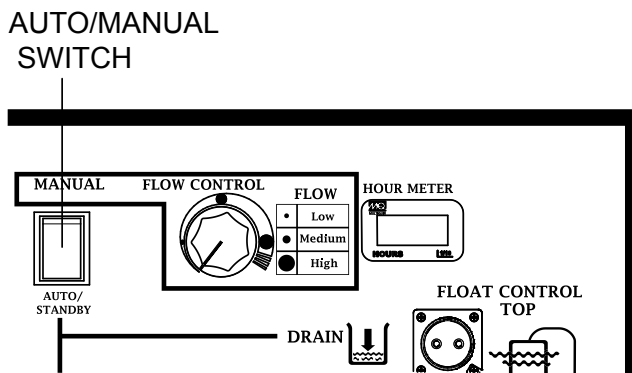 AUTO/MANUAL
SWITCH
MANUAL
FLOW CONTROL
FLOW
Low
Medium
High
HOUR METER
HOURS
AUTO/
STANDBY
FLOAT CONTROL
TOP
DRAIN